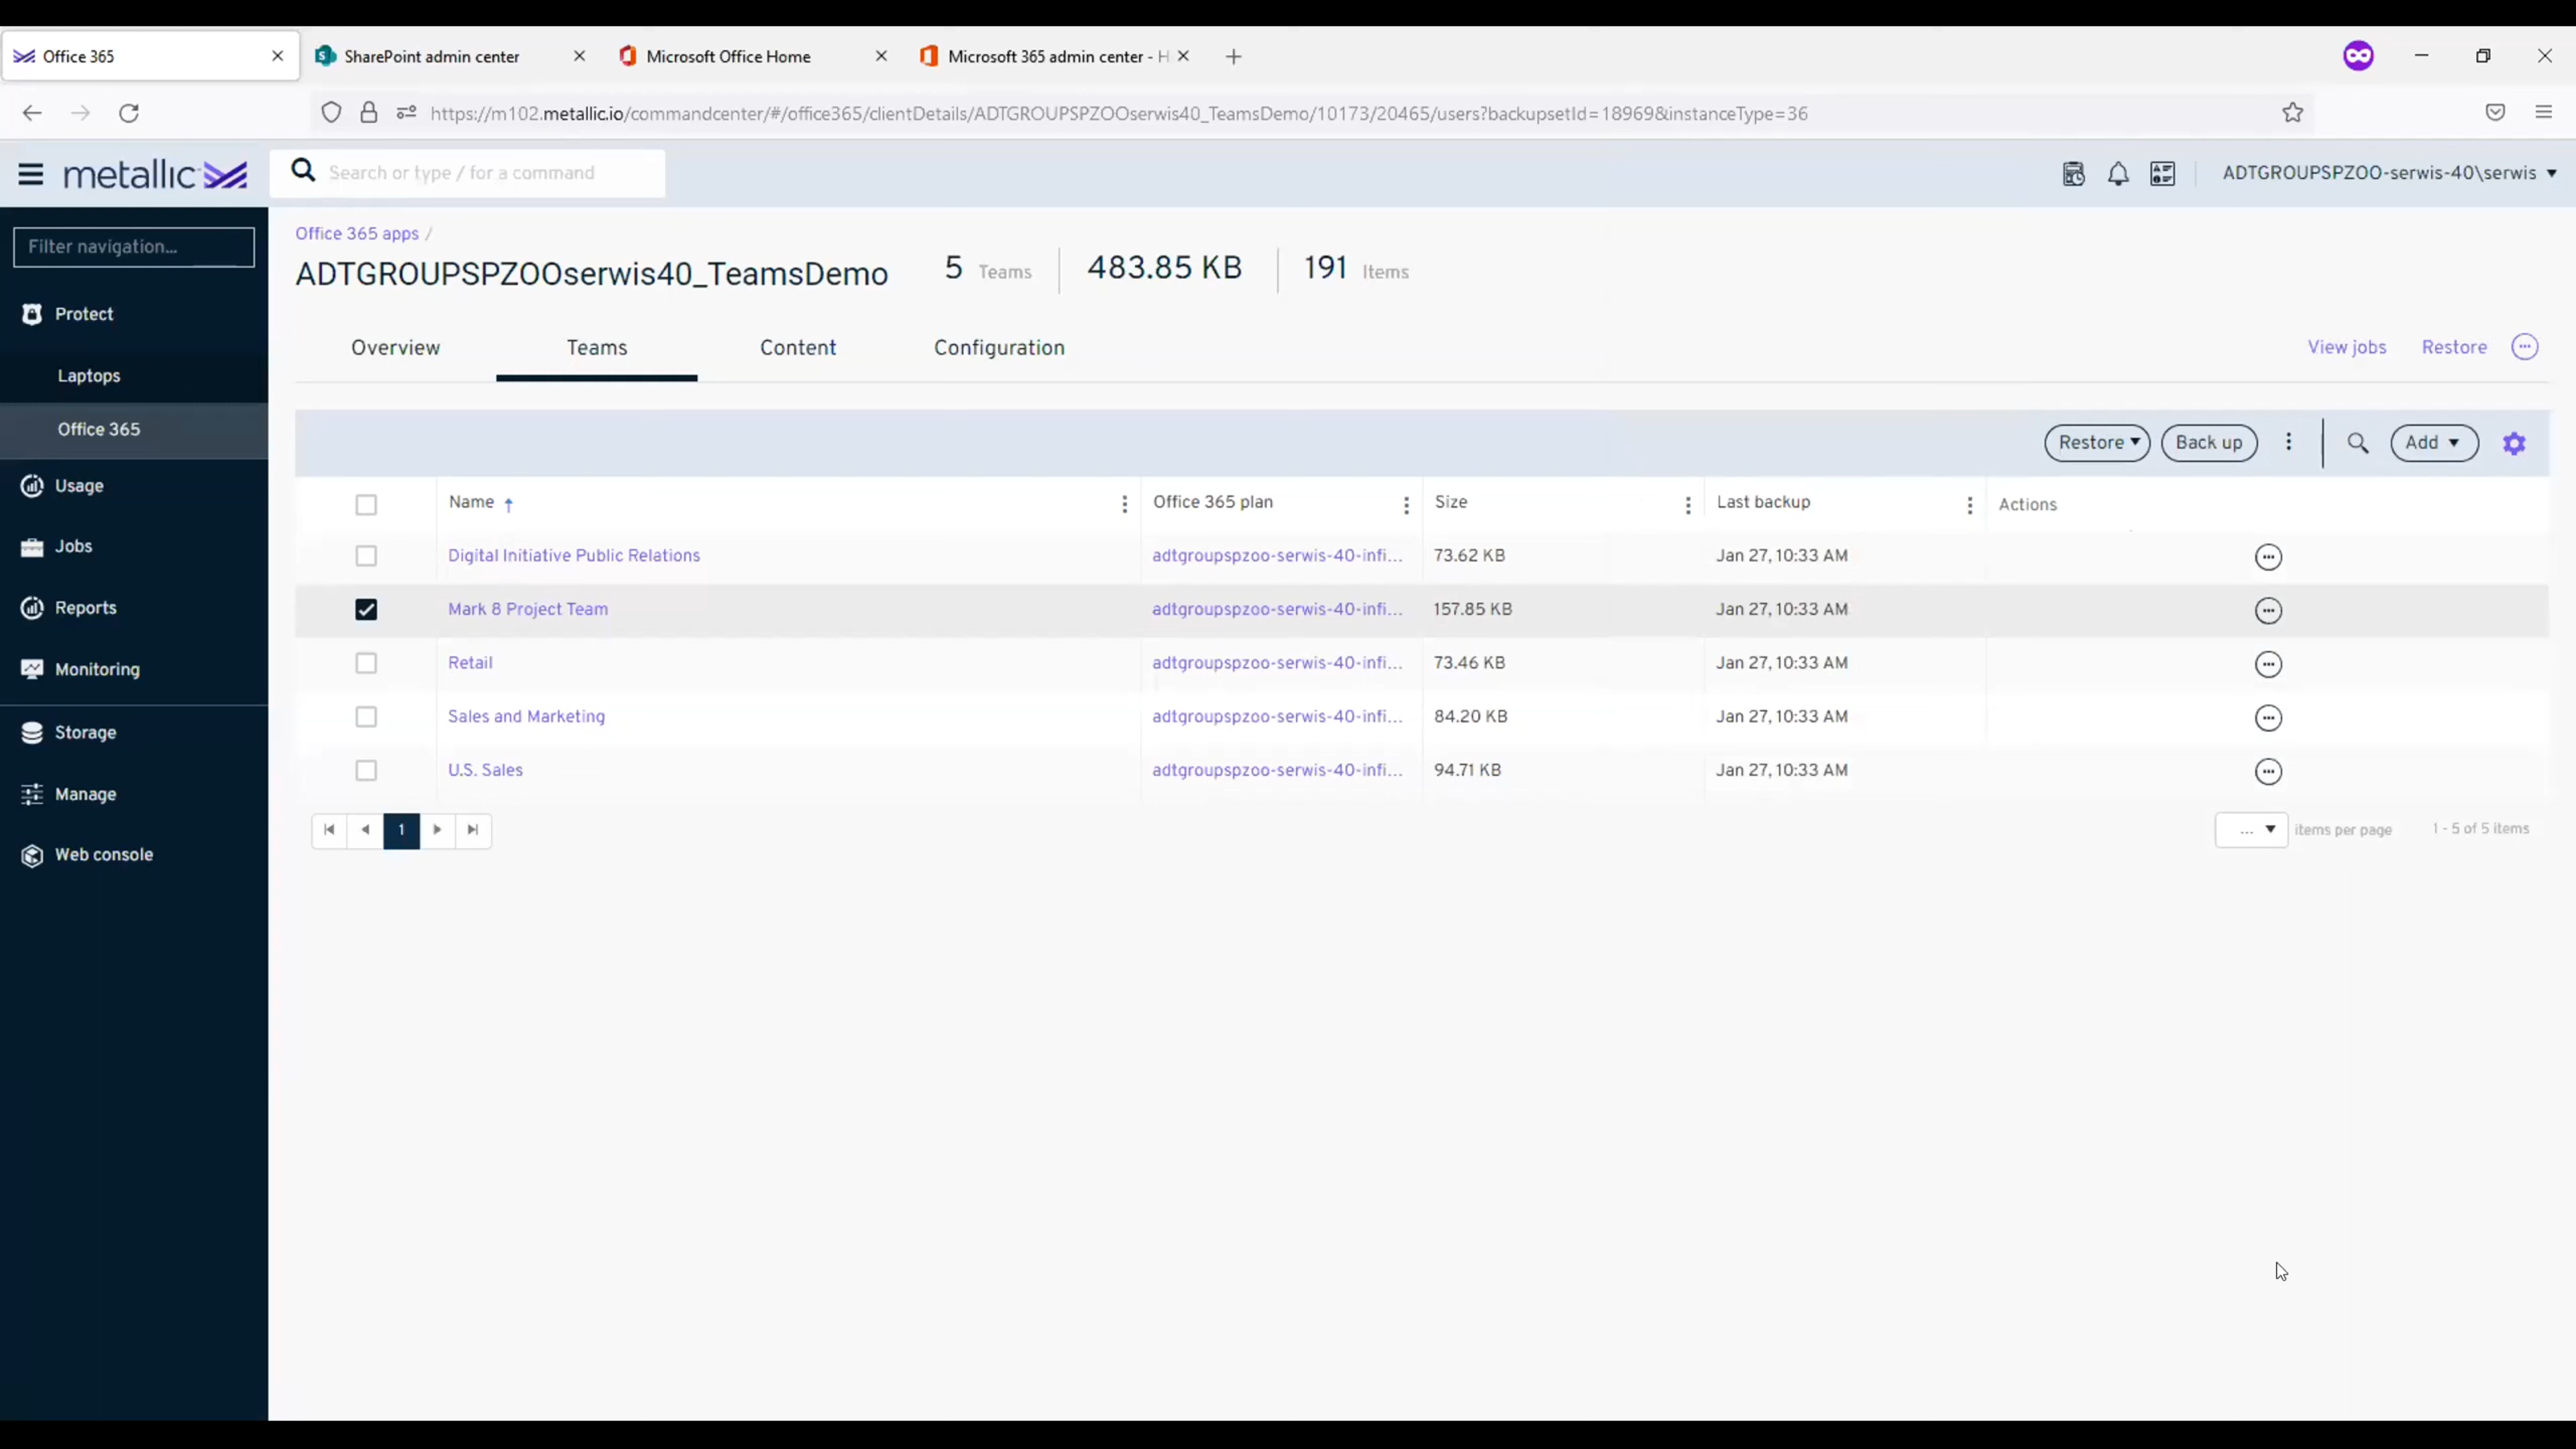 Office 365
SharePoint admin center
Microsoft Office Home
Microsoft 365 admin center - H
https://m102.metallic.io/commandcenter/#/office365/clientDetails/ADTGROUPSPZOOserwis40_TeamsDemo/10173/20465/users?backupsetId=18969&instanceType=36
metallic
Search or type / for a command
ADTGROUPSPZOO-serwis-40\serwis
Filter navigation...
Protect
Laptops
Office 365
Usage
Jobs
Reports
Monitoring
Storage
Manage
Web console
Office 365 apps /
ADTGROUPSPZOOserwis40_TeamsDemo
5 Teams
483.85 KB
191 Items
Overview
Teams
Content
Configuration
View jobs
Restore
Restore
Back up
Add
Name
Office 365 plan
Size
Last backup
Actions
Digital Initiative Public Relations adtgroupspzoo-serwis-40-infi... 73.62 KB Jan 27, 10:33 AM
Mark 8 Project Team adtgroupspzoo-serwis-40-infi... 157.85 KB Jan 27, 10:33 AM
Retail adtgroupspzoo-serwis-40-infi... 73.46 KB Jan 27, 10:33 AM
Sales and Marketing adtgroupspzoo-serwis-40-infi... 84.20 KB Jan 27, 10:33 AM
U.S. Sales adtgroupspzoo-serwis-40-infi... 94.71 KB Jan 27, 10:33 AM
1
... items per page
1 - 5 of 5 items